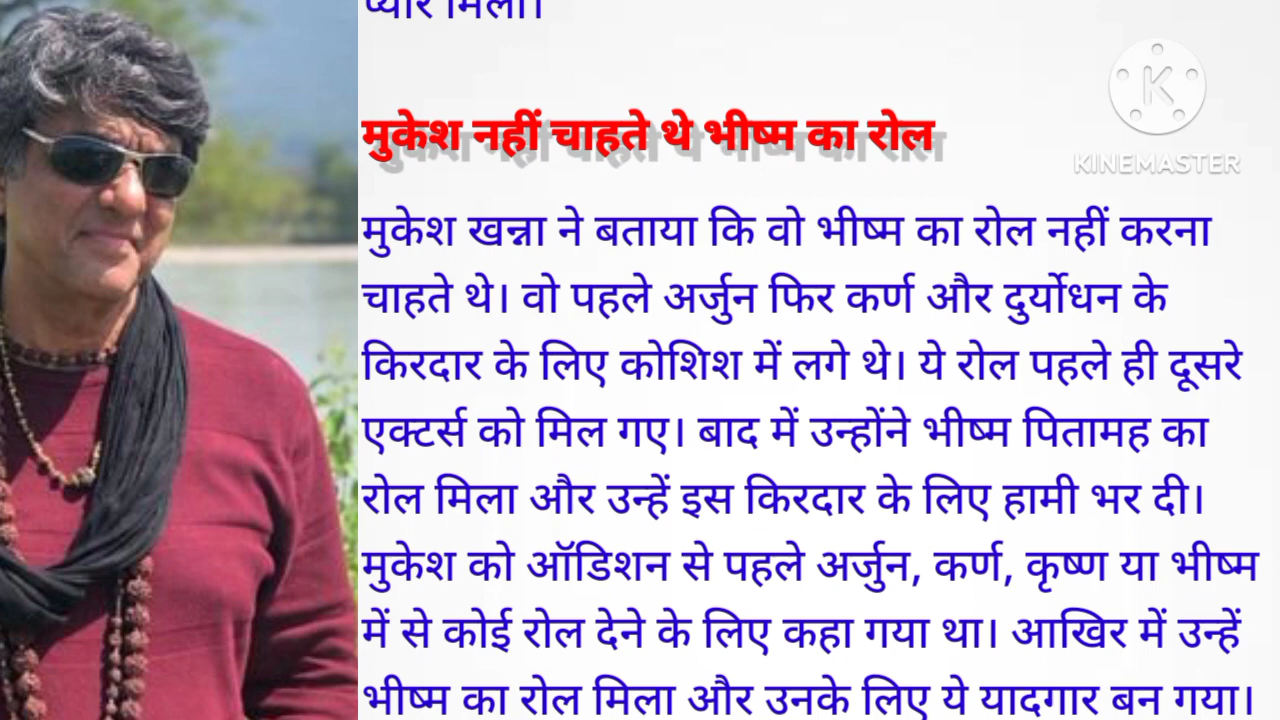 प्यार मिला।
मुकेश नहीं चाहते थे भीष्म का रोल
KINEMASTER
मुकेश खन्ना ने बताया कि वो भीष्म का रोल नहीं करना
चाहते थे। वो पहले अर्जुन फिर कर्ण और दुर्योधन के
किरदार के लिए कोशिश में लगे थे। ये रोल पहले ही दूसरे
एक्टर्स को मिल गए। बाद में उन्होंने भीष्म पितामह का
रोल मिला और उन्हें इस किरदार के लिए हामी भर दी।
मुकेश को ऑडिशन से पहले अर्जुन, कर्ण, कृष्ण या भीष्म
में से कोई रोल देने के लिए कहा गया था। आखिर में उन्हें
भीष्म का रोल मिला और उनके लिए ये यादगार बन गया।